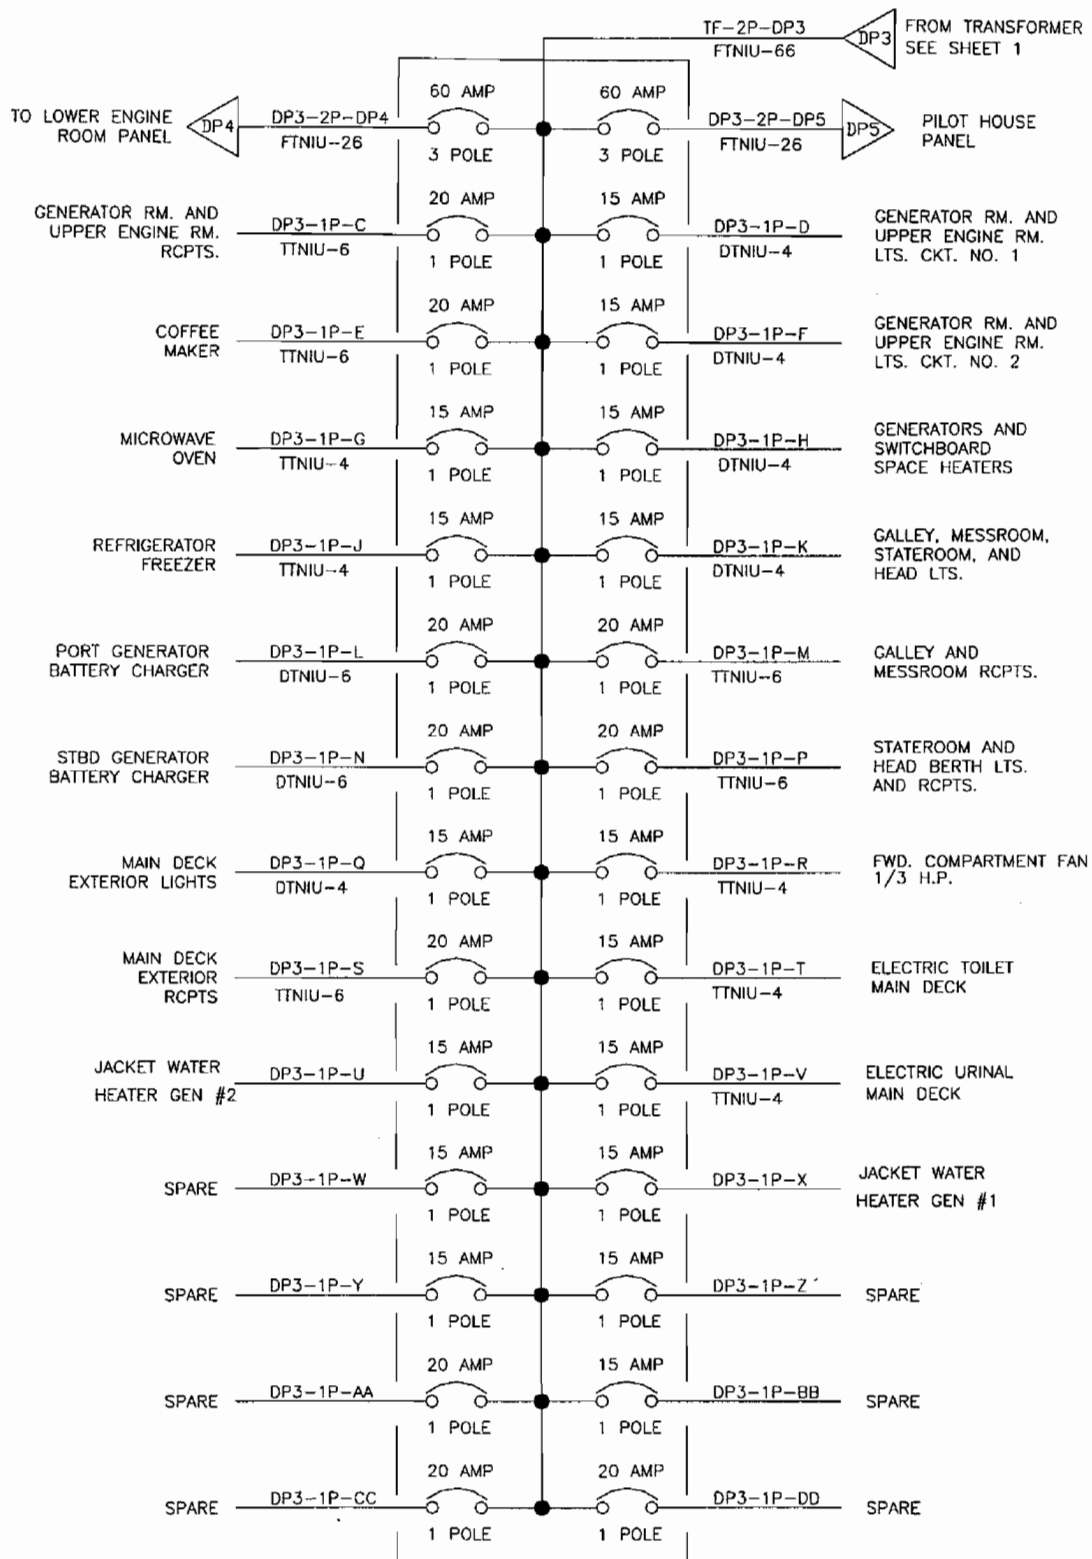 TF-2P-DP3
FTNIU-66
DP3
FROM TRANSFORMER
SEE SHEET 1
TO LOWER ENGINE
ROOM PANEL
DP4
DP3-2P-DP4
FTNIU-26
60 AMP
3 POLE
60 AMP
3 POLE
DP3-2P-DP5
FTNIU-26
DP5
PILOT HOUSE
PANEL
GENERATOR RM. AND
UPPER ENGINE RM.
RCPTS.
DP3-1P-C
TTNIU-6
20 AMP
1 POLE
15 AMP
1 POLE
DP3-1P-D
DTNIU-4
GENERATOR RM. AND
UPPER ENGINE RM.
LTS. CKT. NO. 1
COFFEE
MAKER
DP3-1P-E
TTNIU-6
20 AMP
1 POLE
15 AMP
1 POLE
DP3-1P-F
DTNIU-4
GENERATOR RM. AND
UPPER ENGINE RM.
LTS. CKT. NO. 2
MICROWAVE
OVEN
DP3-1P-G
TTNIU-4
15 AMP
1 POLE
15 AMP
1 POLE
DP3-1P-H
DTNIU-4
GENERATORS AND
SWITCHBOARD
SPACE HEATERS
REFRIGERATOR
FREEZER
DP3-1P-J
TTNIU-4
15 AMP
1 POLE
15 AMP
1 POLE
DP3-1P-K
DTNIU-4
GALLEY, MESSROOM,
STATEROOM, AND
HEAD LTS.
PORT GENERATOR
BATTERY CHARGER
DP3-1P-L
DTNIU-6
20 AMP
1 POLE
20 AMP
1 POLE
DP3-1P-M
TTNIU-6
GALLEY AND
MESSROOM RCPTS.
STBD GENERATOR
BATTERY CHARGER
DP3-1P-N
DTNIU-6
20 AMP
1 POLE
20 AMP
1 POLE
DP3-1P-P
TTNIU-6
STATEROOM AND
HEAD BERTH LTS.
AND RCPTS.
MAIN DECK
EXTERIOR LIGHTS
DP3-1P-Q
DTNIU-4
15 AMP
1 POLE
15 AMP
1 POLE
DP3-1P-R
TTNIU-4
FWD. COMPARTMENT FAN
1/3 H.P.
MAIN DECK
EXTERIOR
RCPTS
DP3-1P-S
TTNIU-6
20 AMP
1 POLE
15 AMP
1 POLE
DP3-1P-T
TTNIU-4
ELECTRIC TOILET
MAIN DECK
JACKET WATER
HEATER GEN #2
DP3-1P-U
15 AMP
1 POLE
15 AMP
1 POLE
DP3-1P-V
TTNIU-4
ELECTRIC URINAL
MAIN DECK
SPARE
DP3-1P-W
15 AMP
1 POLE
15 AMP
1 POLE
DP3-1P-X
JACKET WATER
HEATER GEN #1
SPARE
DP3-1P-Y
15 AMP
1 POLE
15 AMP
1 POLE
DP3-1P-Z
SPARE
SPARE
DP3-1P-AA
20 AMP
1 POLE
15 AMP
1 POLE
DP3-1P-BB
SPARE
SPARE
DP3-1P-CC
20 AMP
1 POLE
20 AMP
1 POLE
DP3-1P-DD
SPARE